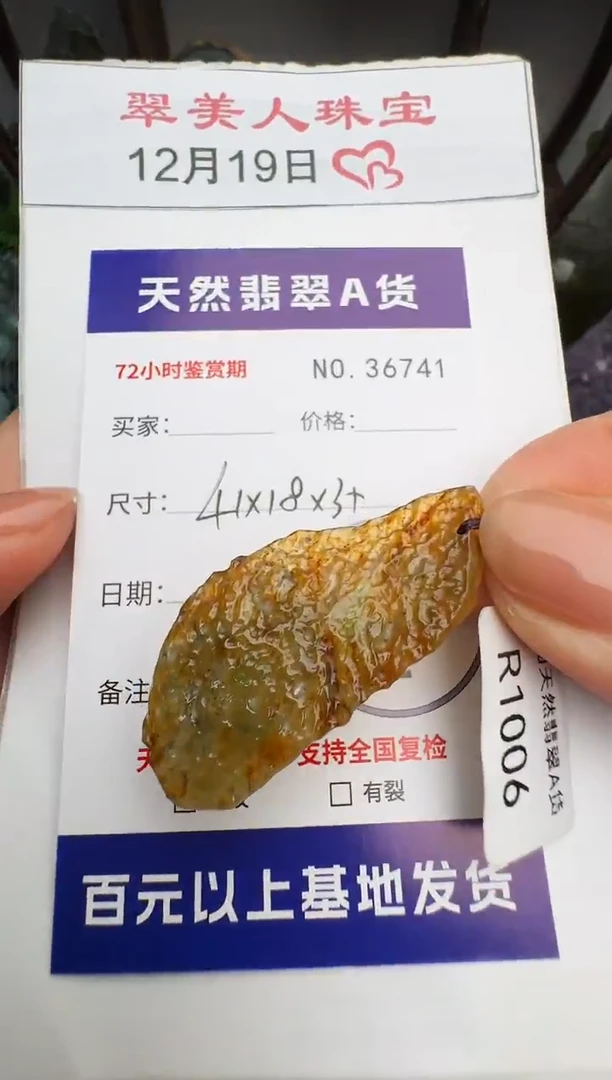 翠美人珠宝
12月19日
天然翡翠A货
72小时鉴赏期 NO. 36741
买家： 价格：
尺寸： 41x18x3+
日期：
备注
天 支持全国复检
有裂
天然翡翠A货
R1006
百元以上基地发货